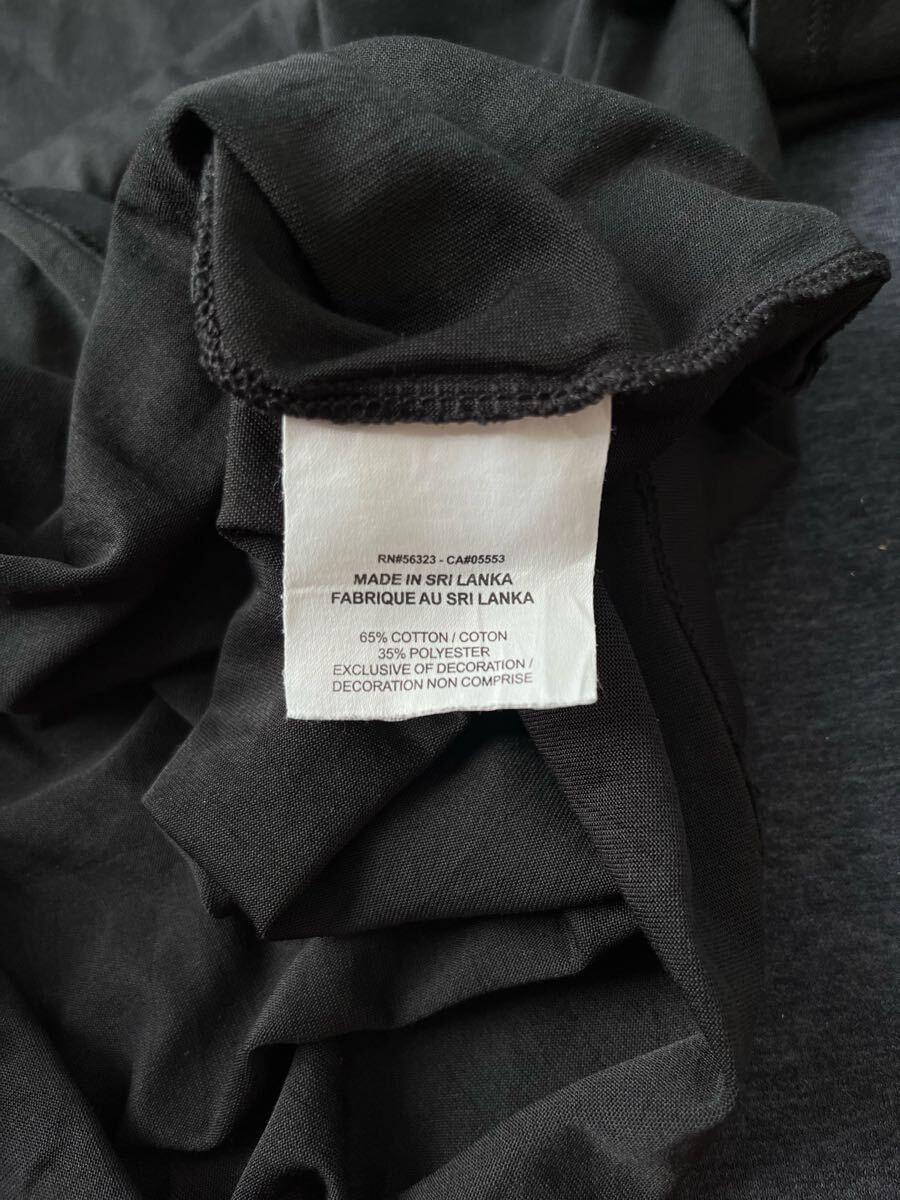 RN#56323 - CA#05553
MADE IN SRI LANKA
FABRIQUE AU SRI LANKA
65% COTTON / COTON
35% POLYESTER
EXCLUSIVE OF DECORATION /
DECORATION NON COMPRISE